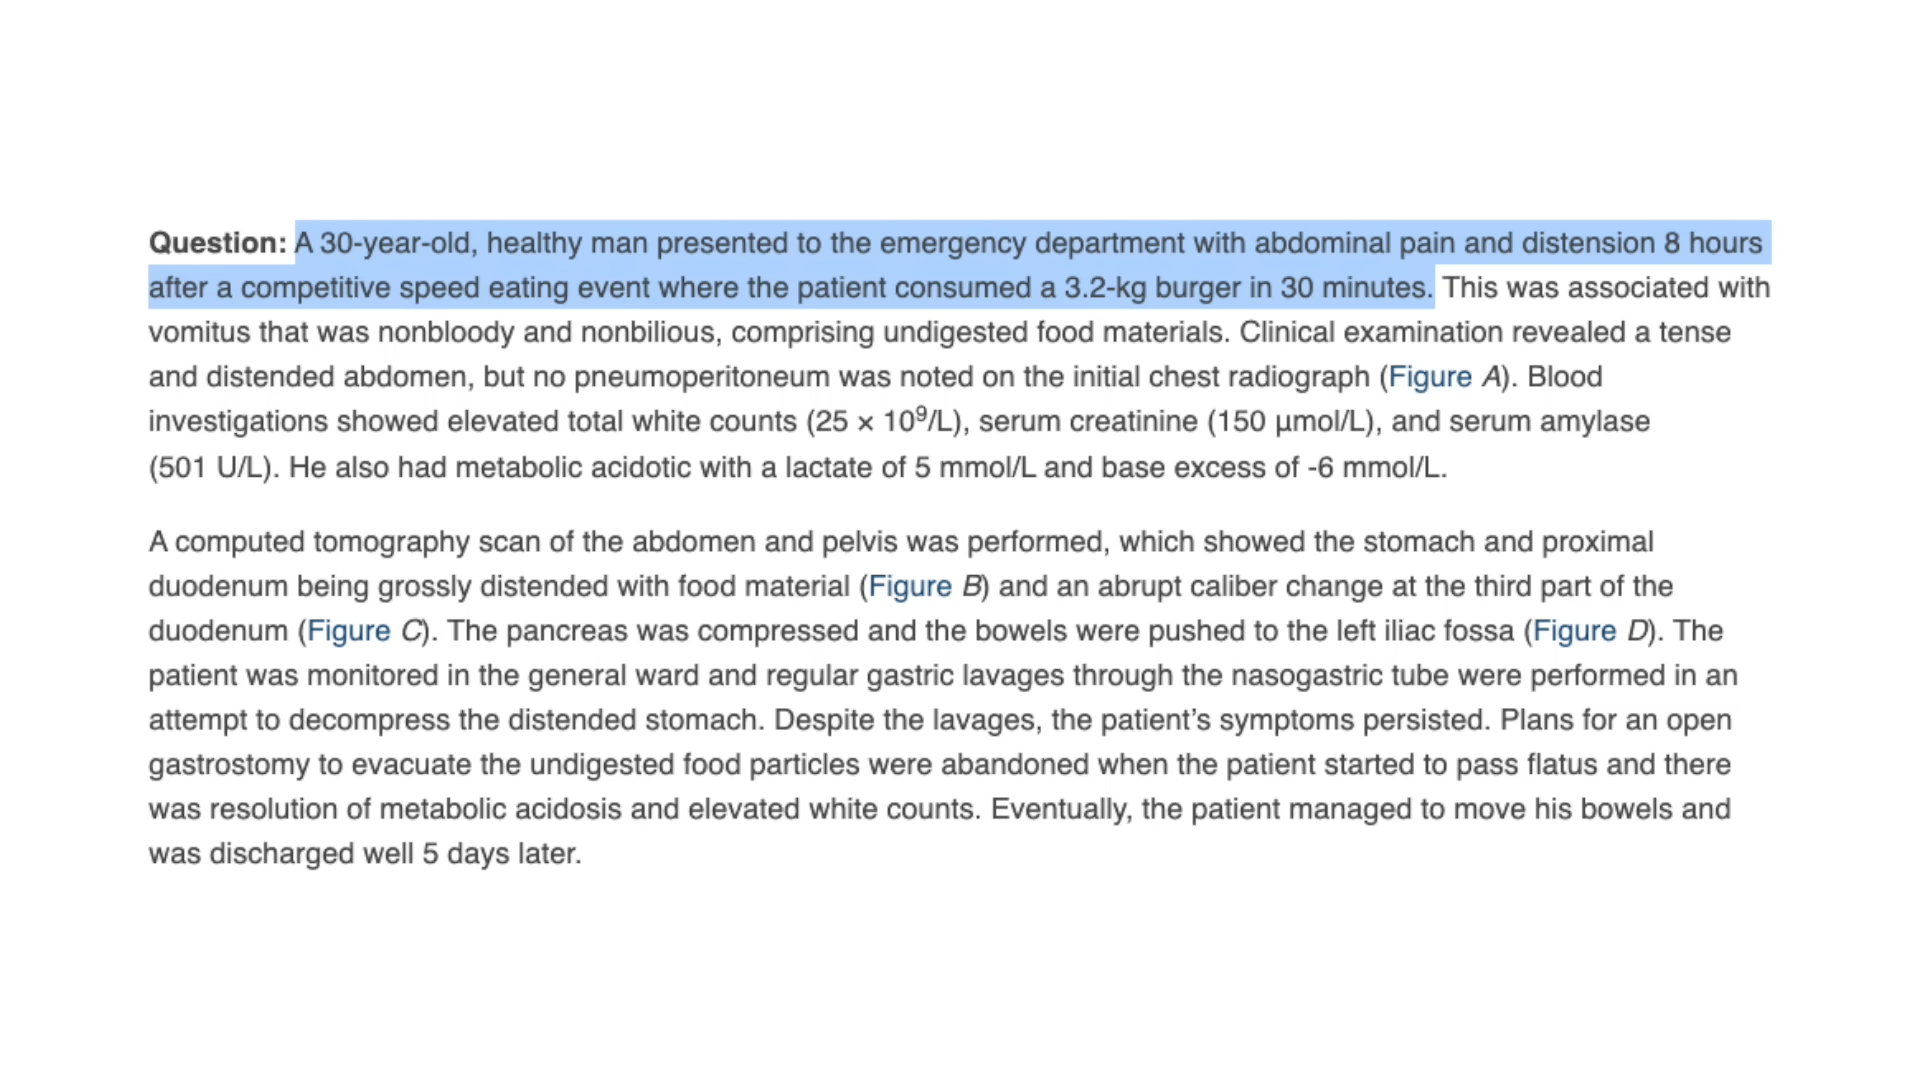 Question: A 30-year-old, healthy man presented to the emergency department with abdominal pain and distension 8 hours
after a competitive speed eating event where the patient consumed a 3.2-kg burger in 30 minutes. This was associated with
vomitus that was nonbloody and nonbilious, comprising undigested food materials. Clinical examination revealed a tense
and distended abdomen, but no pneumoperitoneum was noted on the initial chest radiograph (Figure A). Blood
investigations showed elevated total white counts (25 × 10⁹/L), serum creatinine (150 μmol/L), and serum amylase
(501 U/L). He also had metabolic acidotic with a lactate of 5 mmol/L and base excess of -6 mmol/L.
A computed tomography scan of the abdomen and pelvis was performed, which showed the stomach and proximal
duodenum being grossly distended with food material (Figure B) and an abrupt caliber change at the third part of the
duodenum (Figure C). The pancreas was compressed and the bowels were pushed to the left iliac fossa (Figure D). The
patient was monitored in the general ward and regular gastric lavages through the nasogastric tube were performed in an
attempt to decompress the distended stomach. Despite the lavages, the patient’s symptoms persisted. Plans for an open
gastrostomy to evacuate the undigested food particles were abandoned when the patient started to pass flatus and there
was resolution of metabolic acidosis and elevated white counts. Eventually, the patient managed to move his bowels and
was discharged well 5 days later.